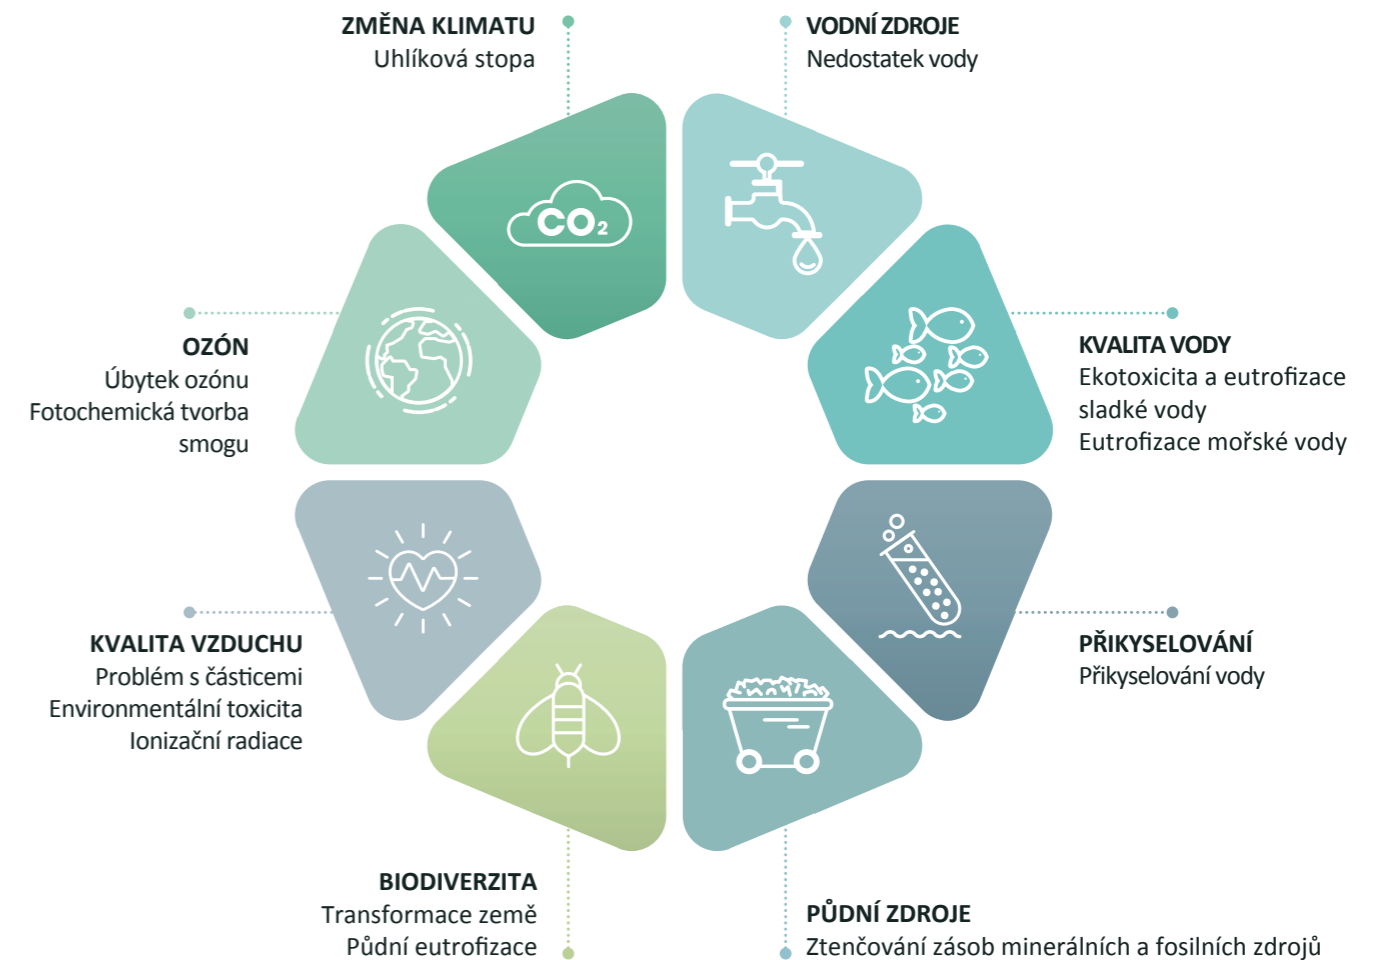 ZMĚNA KLIMATU
Uhlíková stopa
VODNÍ ZDROJE
Nedostatek vody
CO₂
OZÓN
Úbytek ozónu
Fotochemická tvorba
smogu
KVALITA VODY
Ekotoxicita a eutrofizace
sladké vody
Eutrofizace mořské vody
KVALITA VZDUCHU
Problém s částicemi
Environmentální toxicita
Ionizační radiace
PŘIKYSELOVÁNÍ
Přikyselování vody
BIODIVERZITA
Transformace země
Půdní eutrofizace
PŮDNÍ ZDROJE
Ztenčování zásob minerálních a fosilních zdrojů